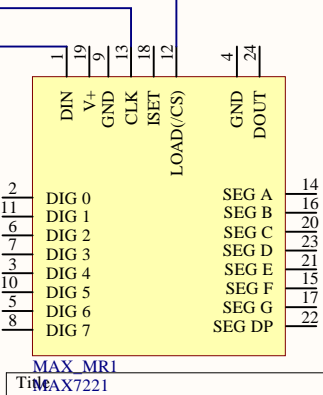 1 19 9 13 18 12 4 24
DIN V+ GND CLK ISET LOAD(/CS) GND DOUT
2 DIG 0 SEG A 14
11 DIG 1 SEG B 16
6 DIG 2 SEG C 20
7 DIG 3 SEG D 23
3 DIG 4 SEG E 21
10 DIG 5 SEG F 15
5 DIG 6 SEG G 17
8 DIG 7 SEG DP 22
MAX_MR1
Title
MAX7221